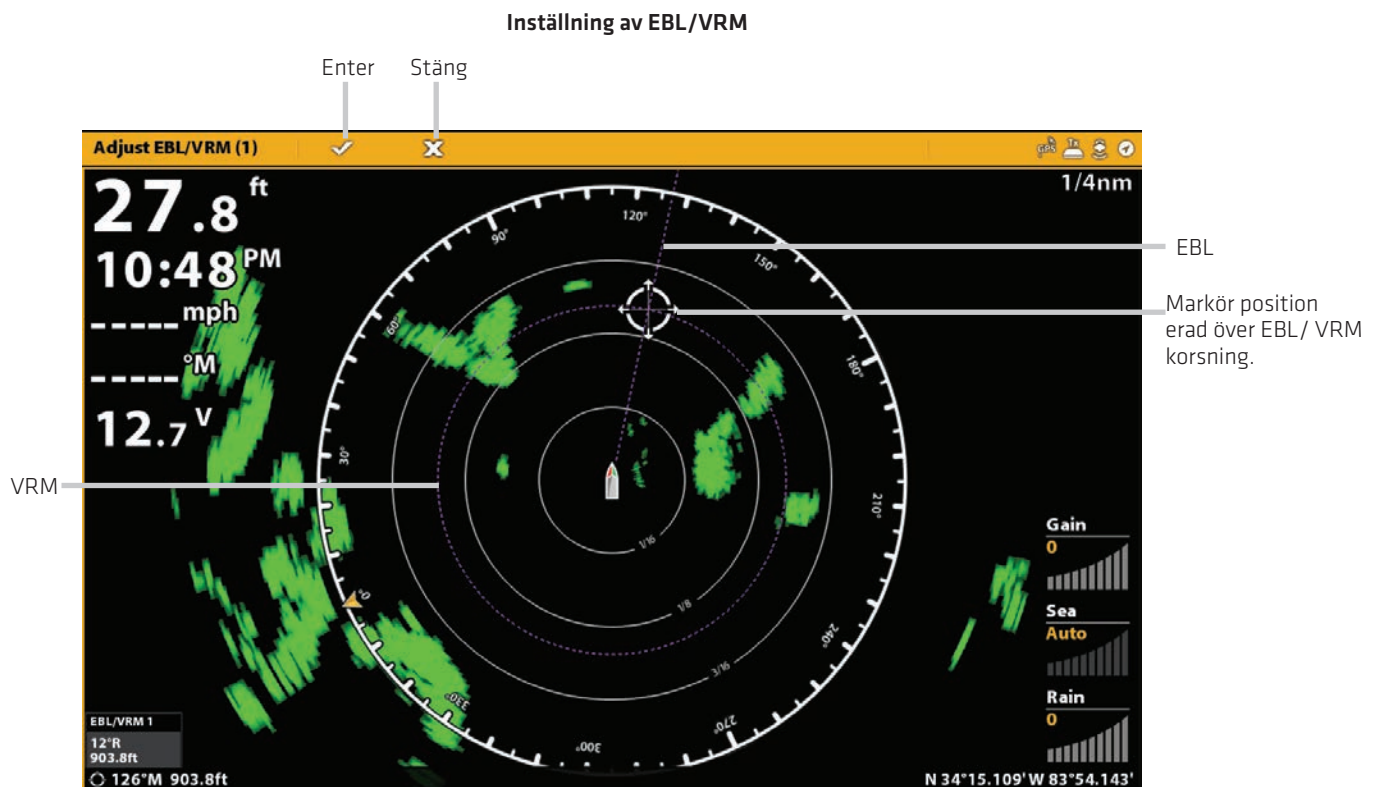 Inställning av EBL/VRM
Enter Stäng
Adjust EBL/VRM (1)
GPS TX
27.8 ft
1/4nm
10:48 PM
----- mph
----- °M
12.7 V
EBL
Markör position
erad över EBL/ VRM
korsning.
VRM
0°
30°
60°
90°
120°
150°
180°
210°
240°
270°
300°
330°
1/16
1/8
3/16
Gain
0
Sea
Auto
Rain
0
EBL/VRM 1
12°R
903.8ft
126°M 903.8ft
N 34°15.109' W 83°54.143'